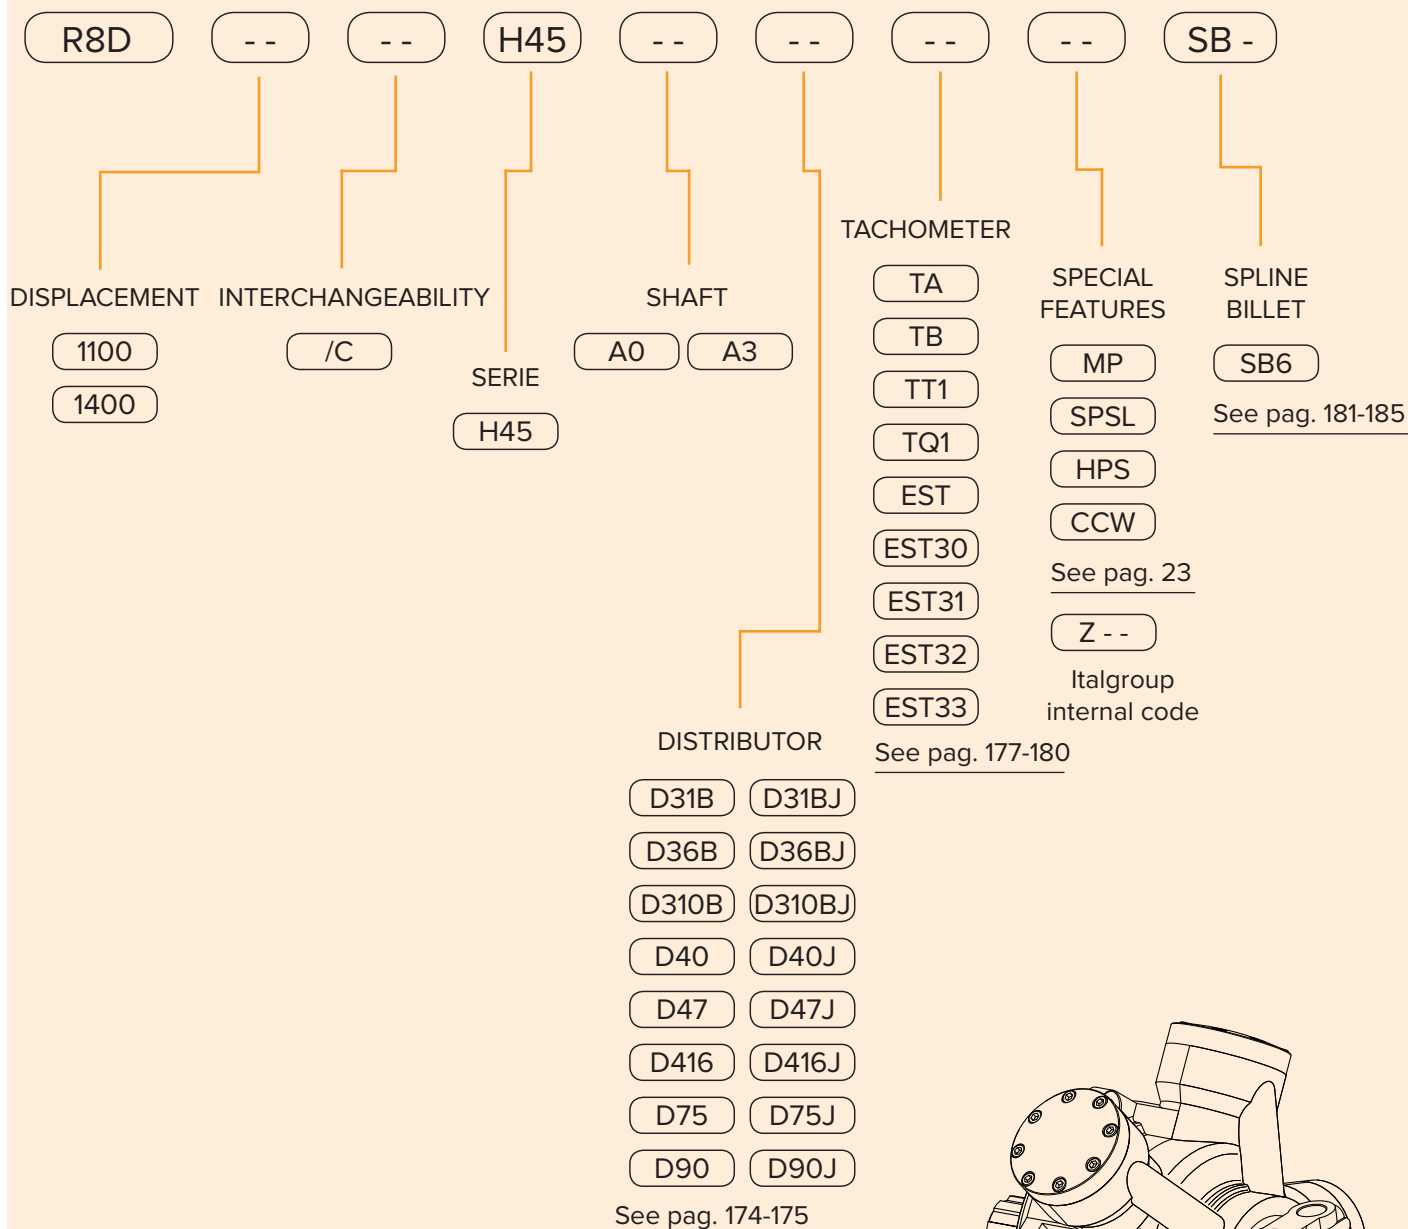 R8D - - - - H45 - - - - - - - - SB -
DISPLACEMENT
1100
1400
INTERCHANGEABILITY
/C
SERIE
H45
SHAFT
A0 A3
DISTRIBUTOR
D31B D31BJ
D36B D36BJ
D310B D310BJ
D40 D40J
D47 D47J
D416 D416J
D75 D75J
D90 D90J
See pag. 174-175
TACHOMETER
TA
TB
TT1
TQ1
EST
EST30
EST31
EST32
EST33
See pag. 177-180
SPECIAL
FEATURES
MP
SPSL
HPS
CCW
See pag. 23
Z - -
Italgroup
internal code
SPLINE
BILLET
SB6
See pag. 181-185